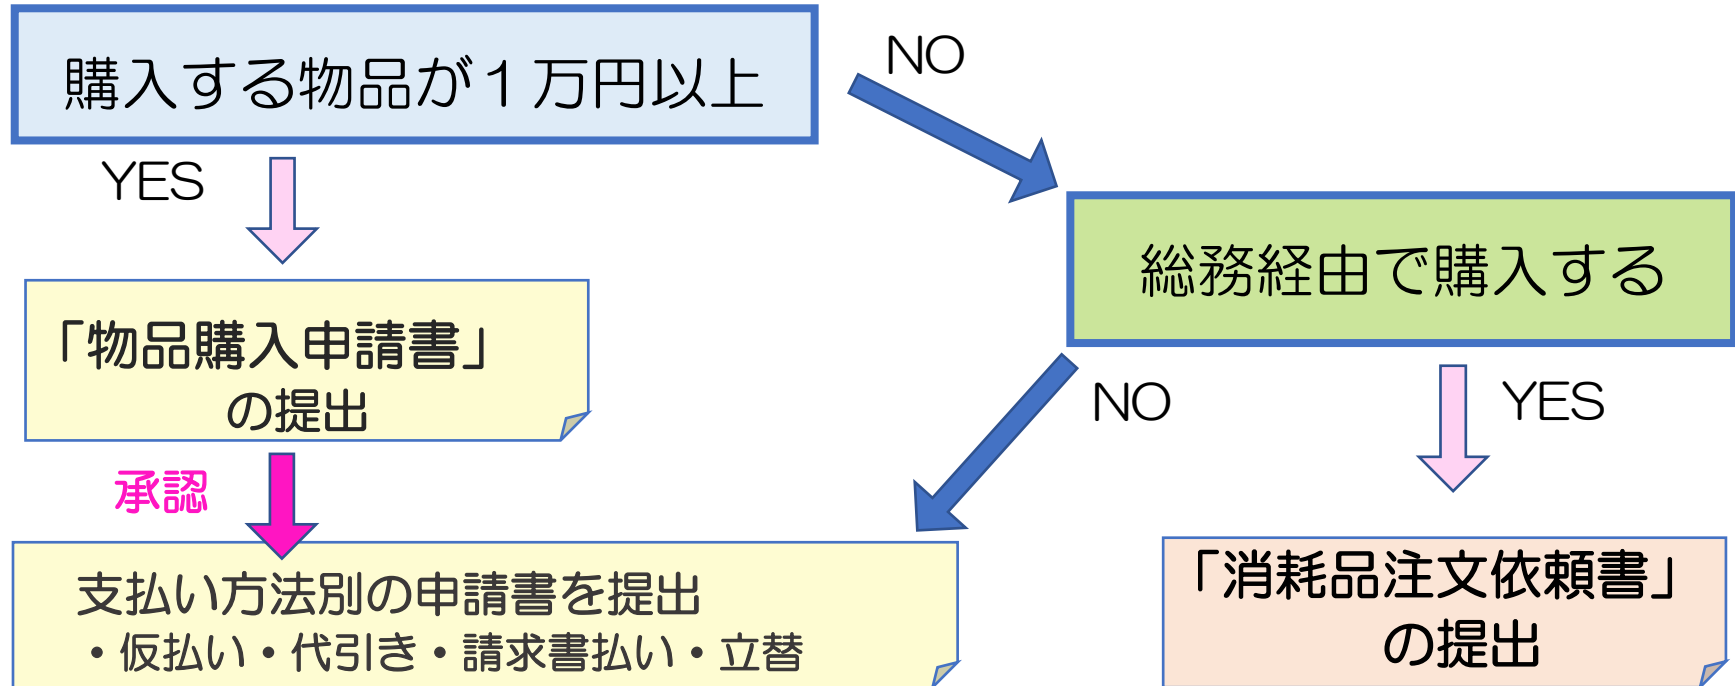 購入する物品が１万円以上
NO
YES
総務経由で購入する
「物品購入申請書」
の提出
NO
YES
承認
支払い方法別の申請書を提出
・仮払い・代引き・請求書払い・立替
「消耗品注文依頼書」
の提出